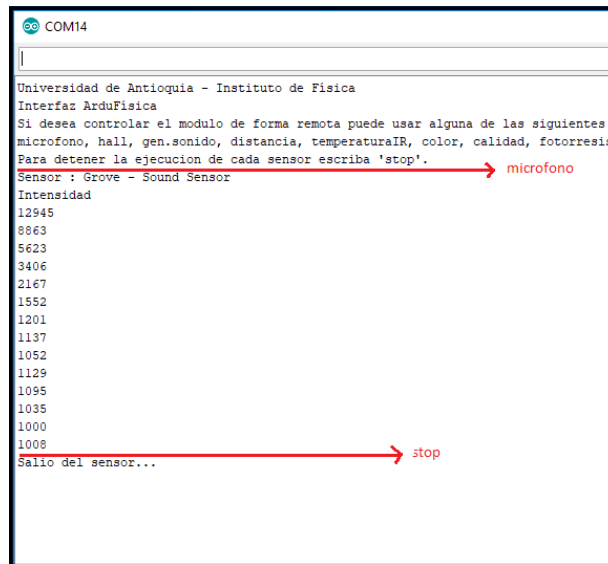 COM14
Universidad de Antioquia - Instituto de Física
Interfaz ArduFísica
Si desea controlar el modulo de forma remota puede usar alguna de las siguientes
microfono, hall, gen.sonido, distancia, temperaturaIR, color, calidad, fotorresis
Para detener la ejecucion de cada sensor escriba 'stop'.
microfono
Sensor : Grove - Sound Sensor
Intensidad
12945
8863
5623
3406
2167
1552
1201
1137
1052
1129
1095
1035
1000
1008
stop
Salio del sensor...